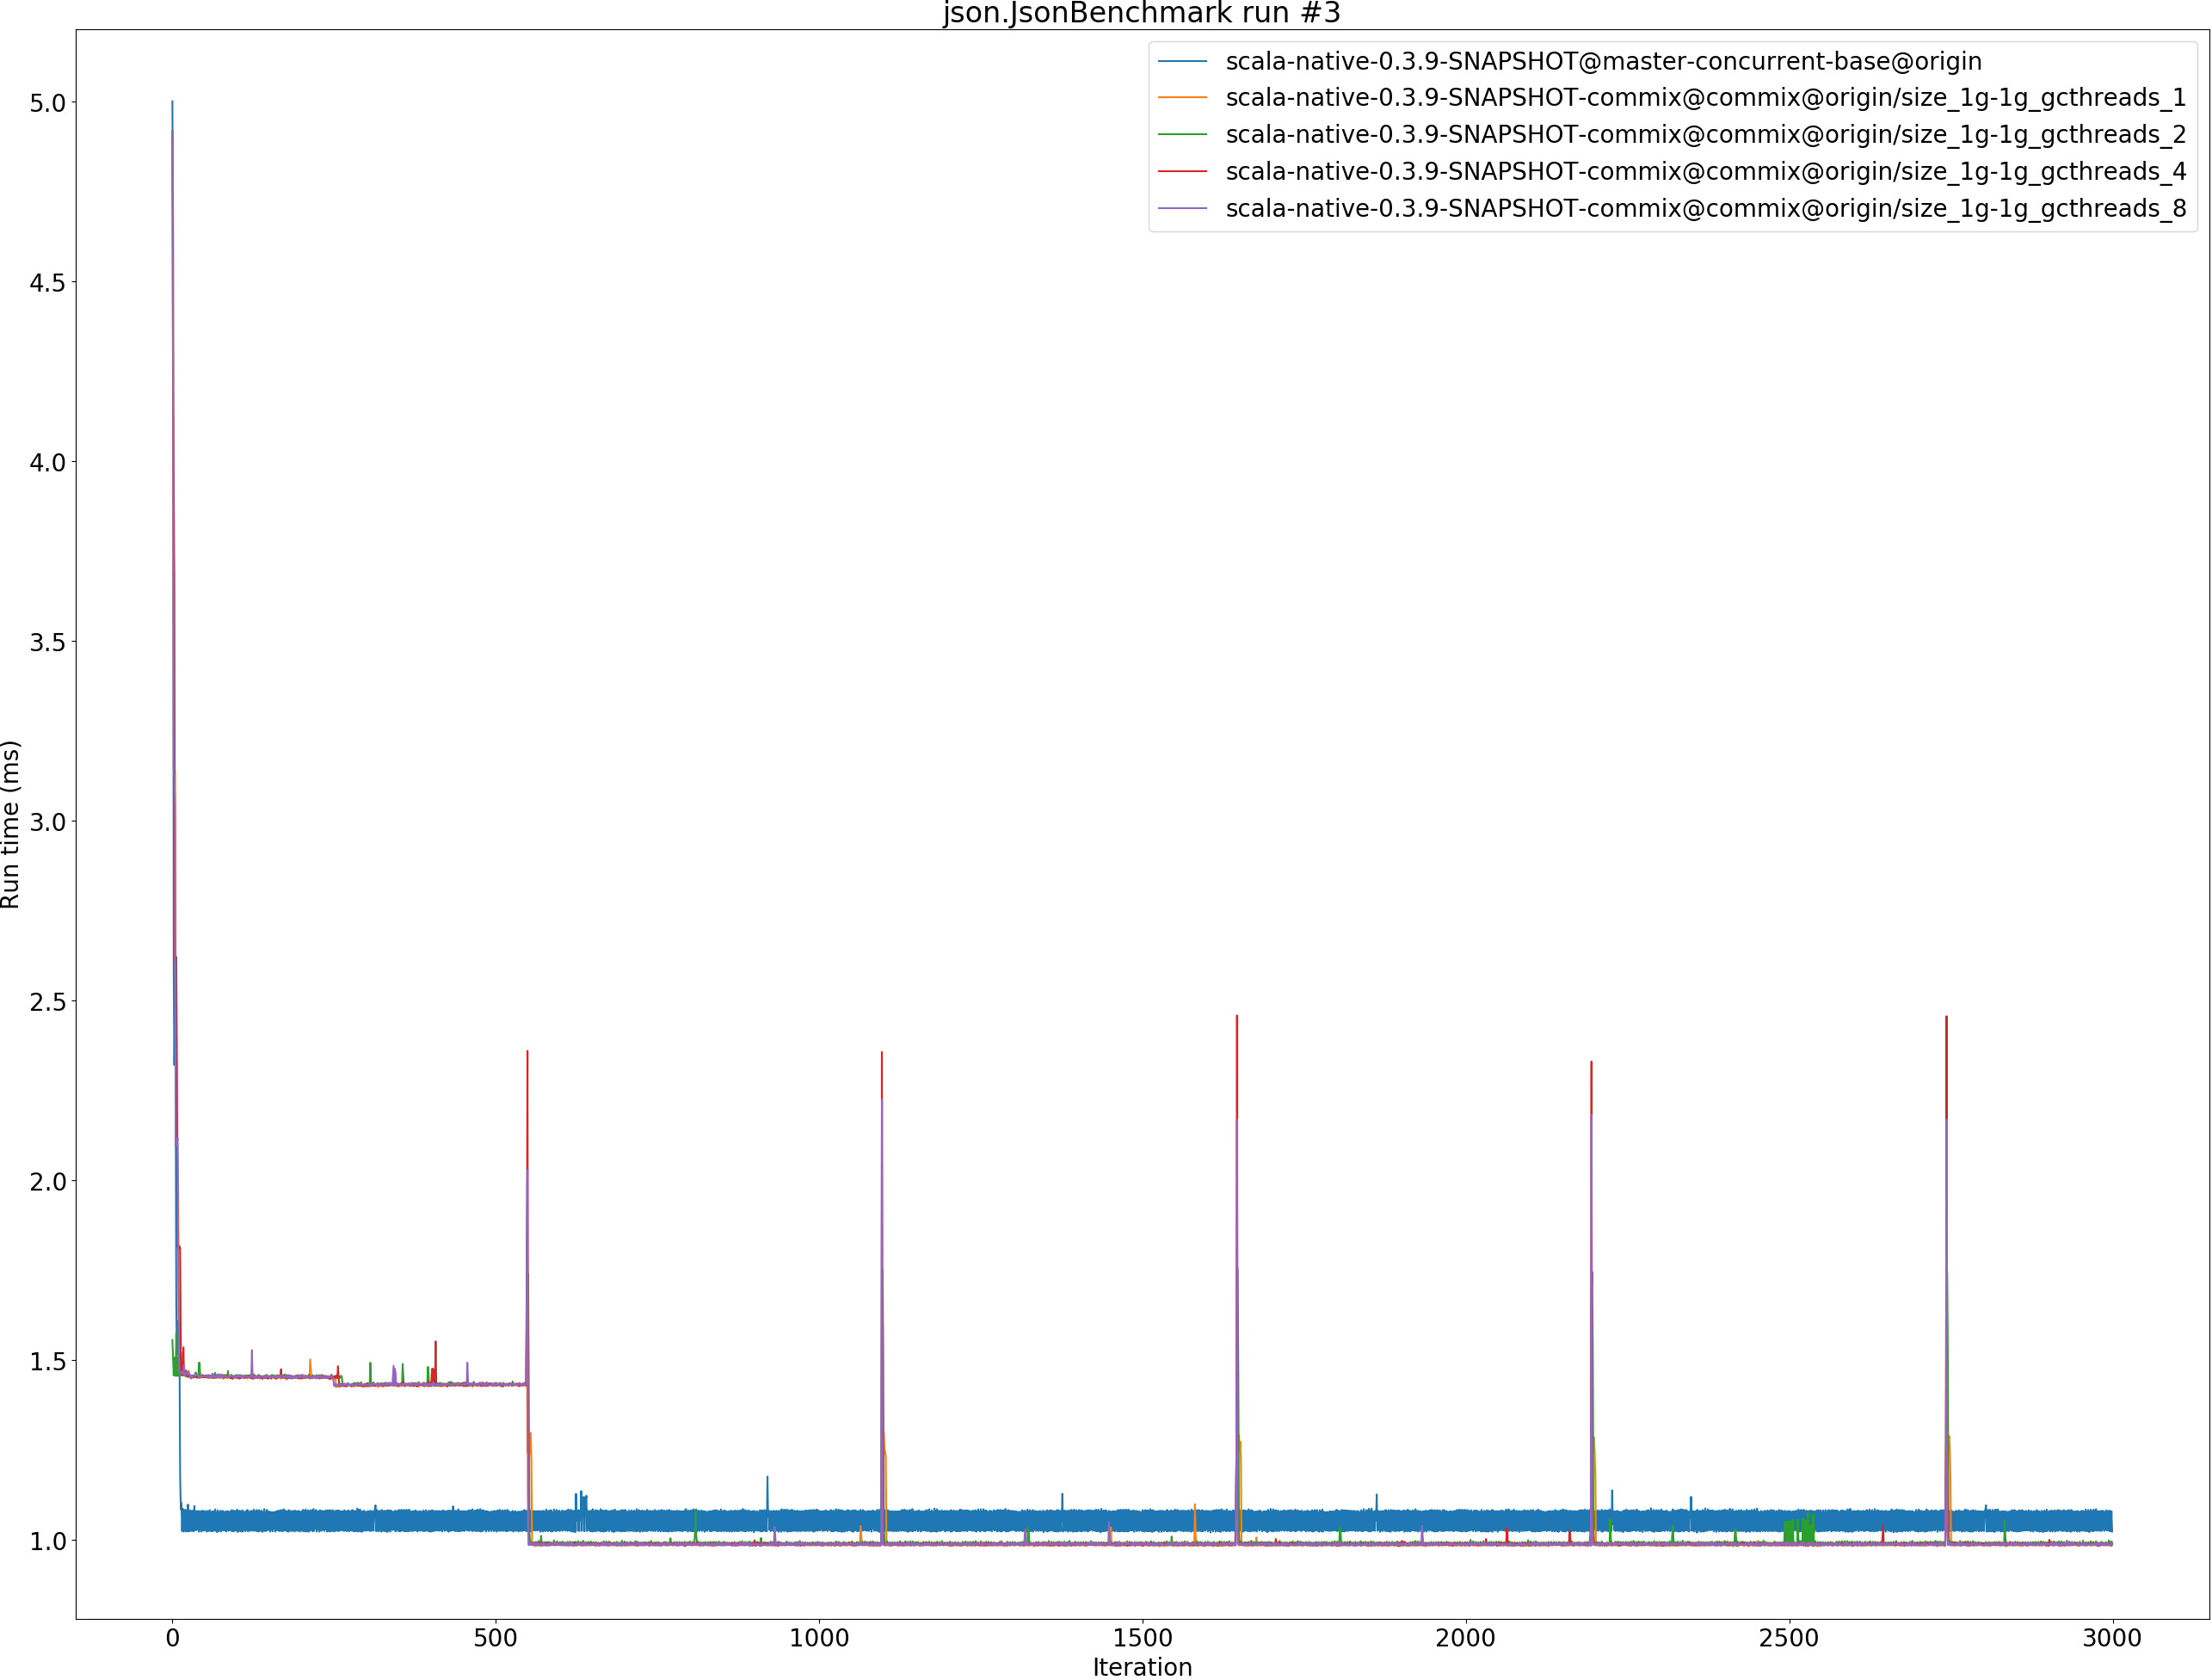 json.JsonBenchmark run #3
scala-native-0.3.9-SNAPSHOT@master-concurrent-base@origin
scala-native-0.3.9-SNAPSHOT-commix@commix@origin/size_1g-1g_gcthreads_1
scala-native-0.3.9-SNAPSHOT-commix@commix@origin/size_1g-1g_gcthreads_2
scala-native-0.3.9-SNAPSHOT-commix@commix@origin/size_1g-1g_gcthreads_4
scala-native-0.3.9-SNAPSHOT-commix@commix@origin/size_1g-1g_gcthreads_8
Run time (ms)
5.0
4.5
4.0
3.5
3.0
2.5
2.0
1.5
1.0
0 500 1000 1500 2000 2500 3000
Iteration